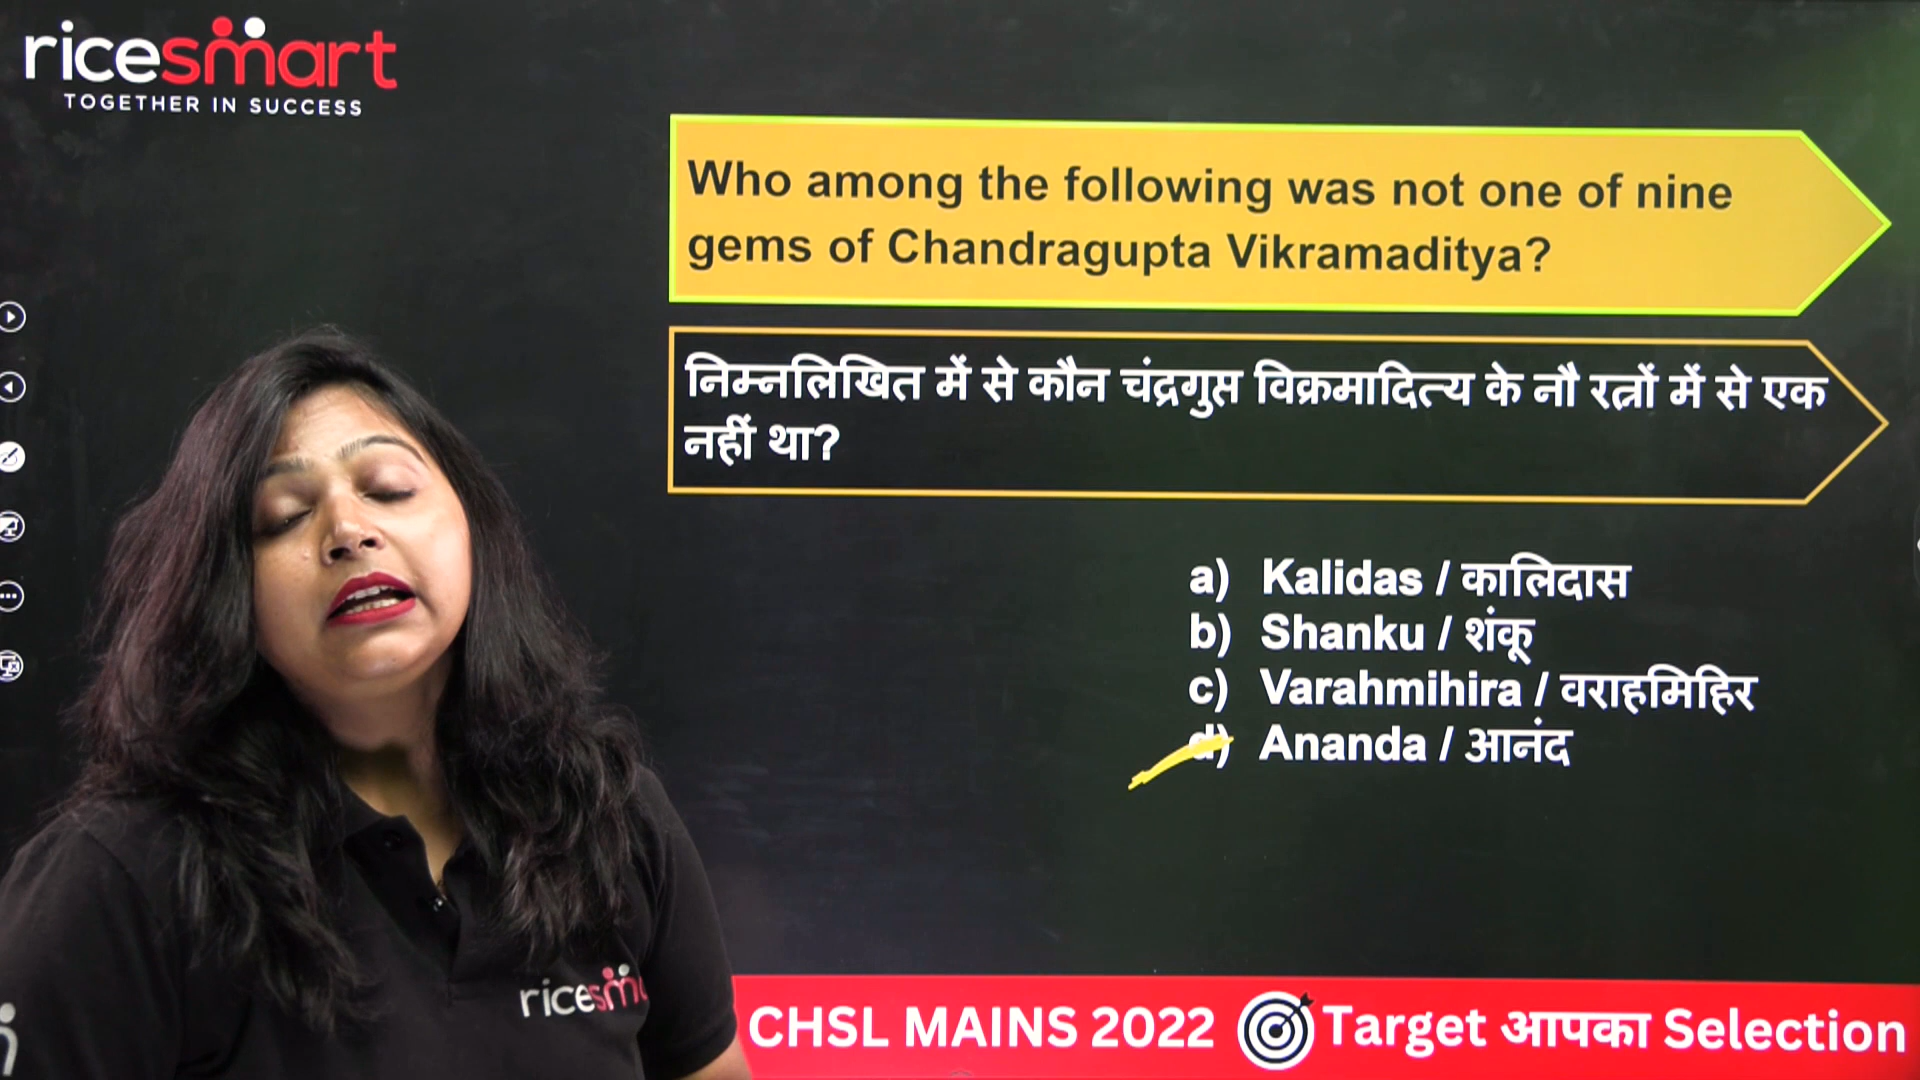 ricesmart
TOGETHER IN SUCCESS
Who among the following was not one of nine
gems of Chandragupta Vikramaditya?
निम्नलिखित में से कौन चंद्रगुप्त विक्रमादित्य के नौ रत्नों में से एक
नहीं था?
a) Kalidas / कालिदास
b) Shanku / शंकू
c) Varahmihira / वराहमिहिर
d) Ananda / आनंद
ricesm
CHSL MAINS 2022 Target आपका Selection